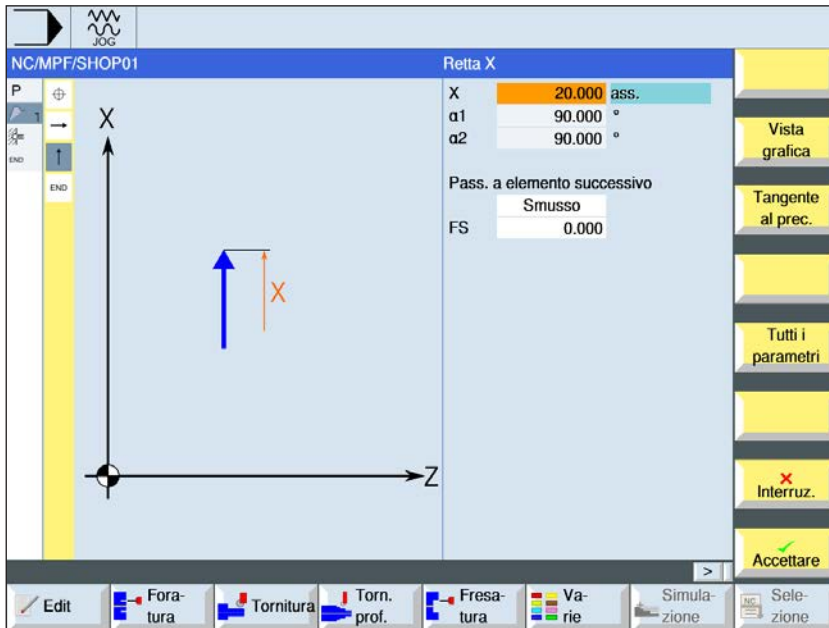 JOG
NC/MPF/SHOP01
Retta X
P
1
END
END
X
X
Z
X 20.000 ass.
α1 90.000 °
α2 90.000 °
Pass. a elemento successivo
Smusso
FS 0.000
Vista
grafica
Tangente
al prec.
Tutti i
parametri
Interruz.
Accettare
>
Edit
Fora-
tura
Tornitura
Torn.
prof.
Fresa-
tura
Va-
rie
Simula-
zione
NC
Sele-
zione